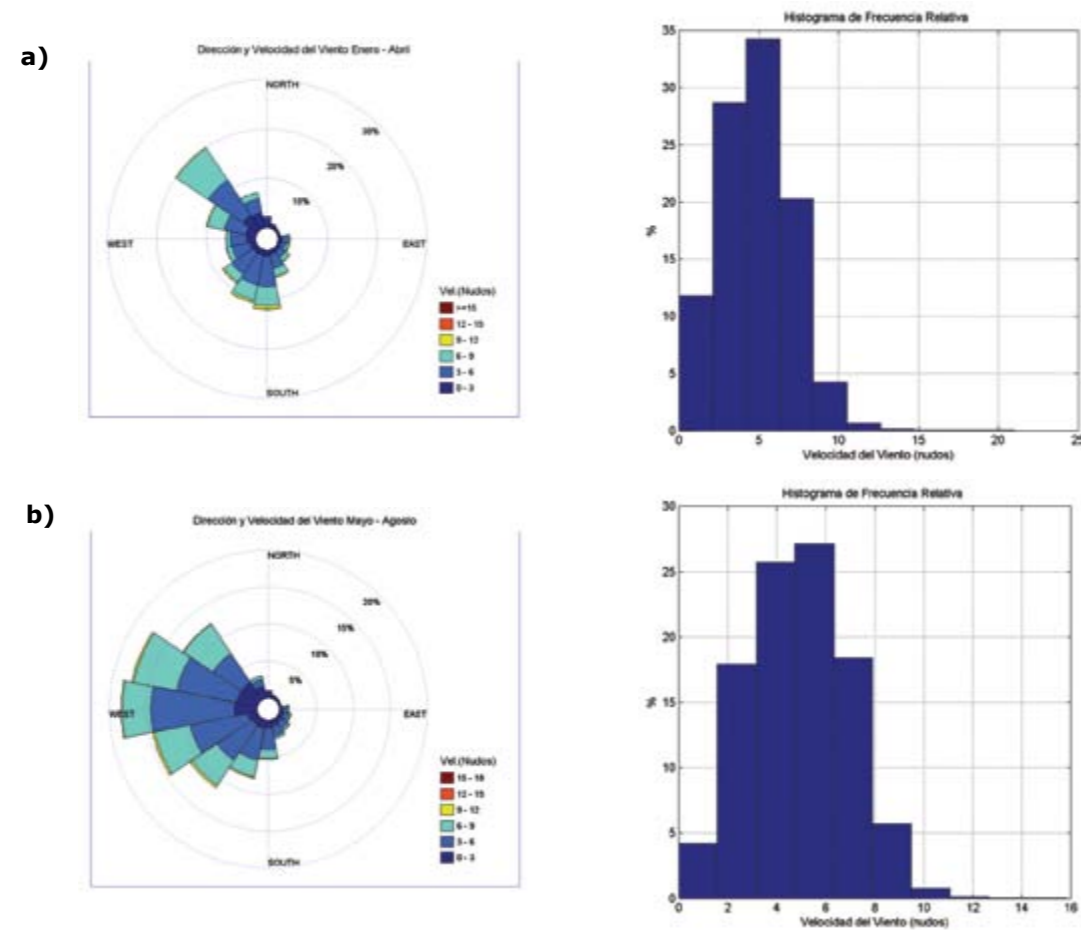 a)
Dirección y Velocidad del Viento Enero - Abril
NORTH
30%
20%
10%
WEST
EAST
SOUTH
Vel.(Nudos)
>=15
12 - 15
9 - 12
6 - 9
3 - 6
0 - 3
Histograma de Frecuencia Relativa
%
35
30
25
20
15
10
5
0
0 5 10 15 20 25
Velocidad del Viento (nudos)
b)
Dirección y Velocidad del Viento Mayo - Agosto
NORTH
20%
15%
10%
5%
WEST
EAST
SOUTH
Vel.(Nudos)
15 - 18
12 - 15
9 - 12
6 - 9
3 - 6
0 - 3
Histograma de Frecuencia Relativa
%
30
25
20
15
10
5
0
0 2 4 6 8 10 12 14 16
Velocidad del Viento (nudos)